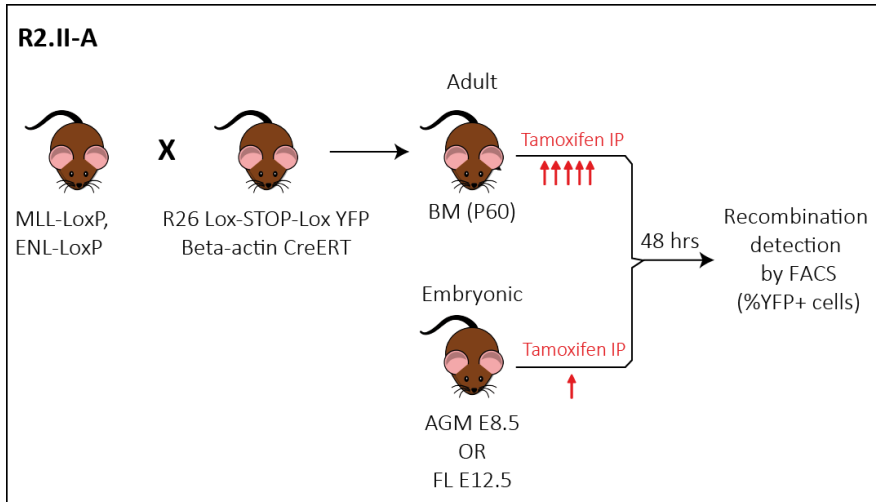 R2.II-A
MLL-LoxP,
ENL-LoxP
X
R26 Lox-STOP-Lox YFP
Beta-actin CreERT
Adult
BM (P60)
Tamoxifen IP
Embryonic
AGM E8.5
OR
FL E12.5
Tamoxifen IP
48 hrs
Recombination
detection
by FACS
(%YFP+ cells)